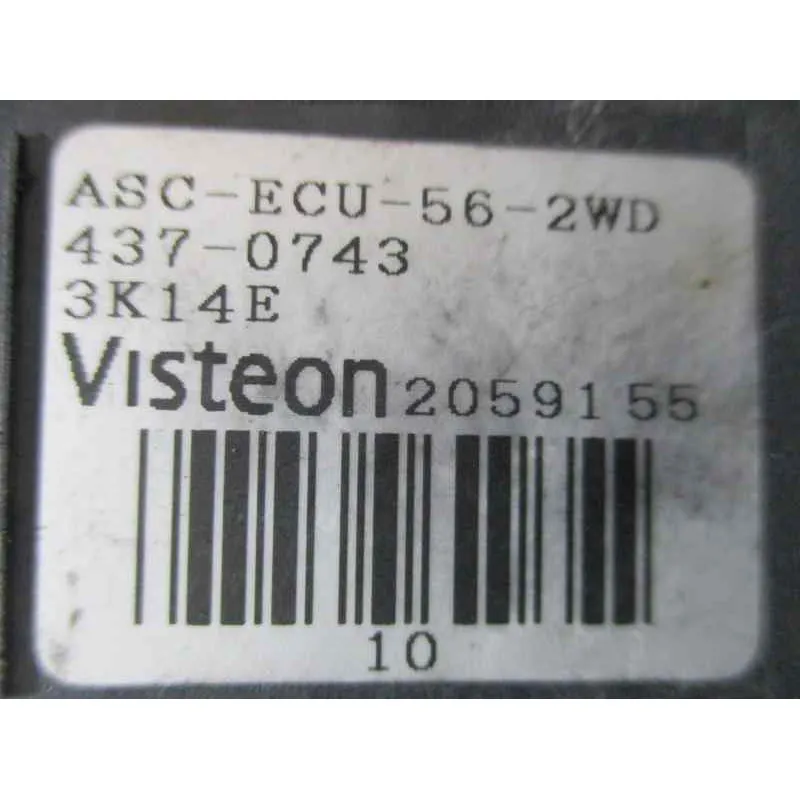 ASC-ECU-56-2WD
437-0743
3K14E
Visteon 2059155
10